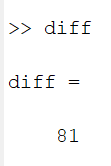 >> diff
diff =
81